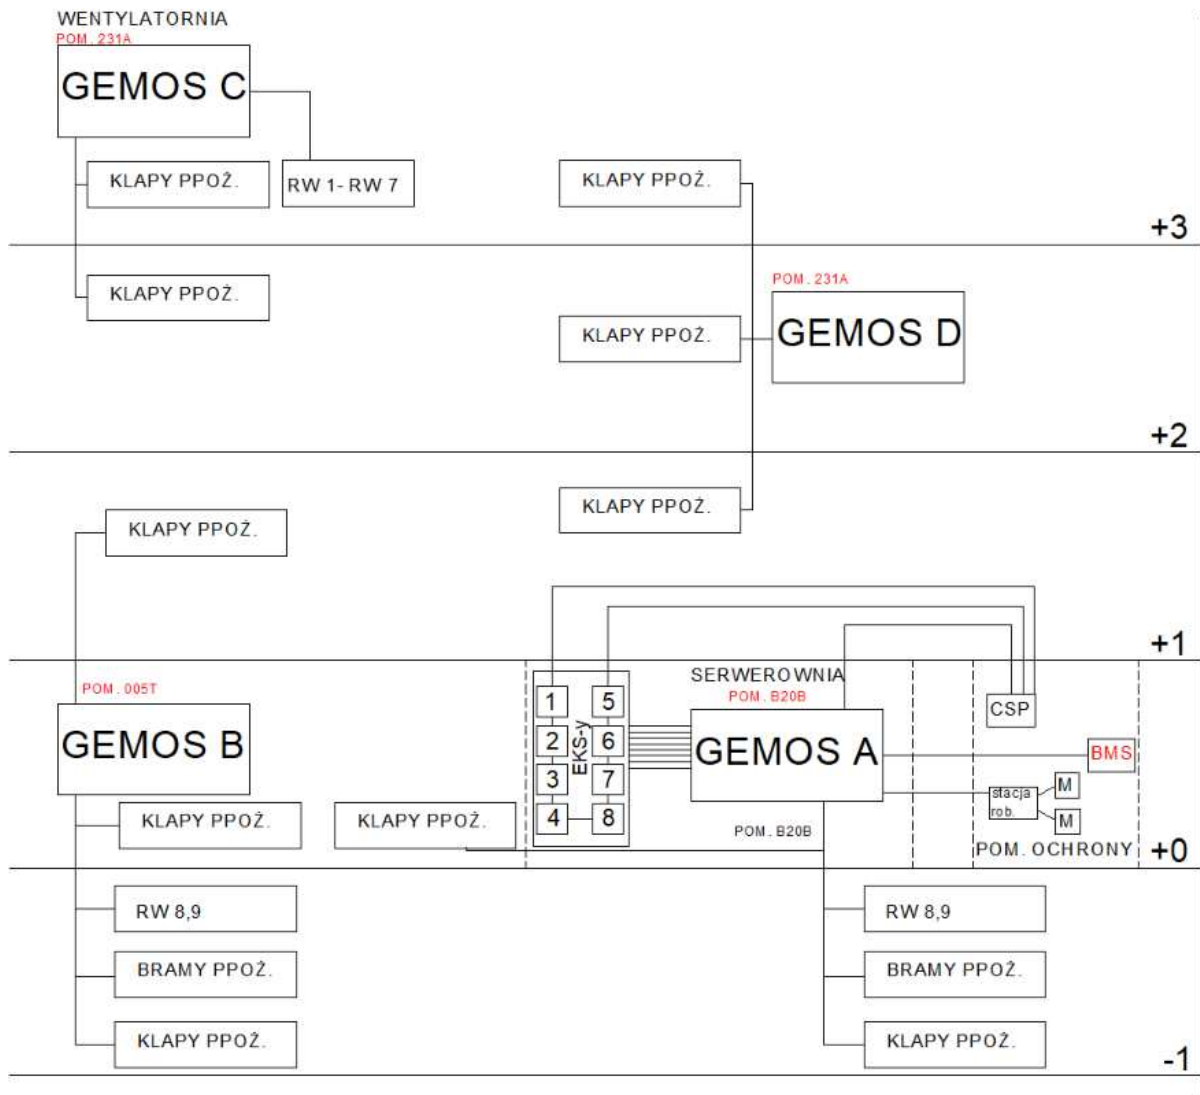 WENTYLATORNIA
POM. 231A
GEMOS C
KLAPY PPOŻ.
RW 1- RW 7
KLAPY PPOŻ.
+3
KLAPY PPOŻ.
POM. 231A
KLAPY PPOŻ.
GEMOS D
+2
KLAPY PPOŻ.
KLAPY PPOŻ.
+1
POM. 005T
GEMOS B
KLAPY PPOŻ.
KLAPY PPOŻ.
1
2
3
4
EKS-y
5
6
7
8
SERWEROWNIA
POM. B20B
GEMOS A
POM. B20B
CSP
BMS
stacja
rob.
M
M
POM. OCHRONY
+0
RW 8,9
BRAMY PPOŻ.
KLAPY PPOŻ.
RW 8,9
BRAMY PPOŻ.
KLAPY PPOŻ.
-1